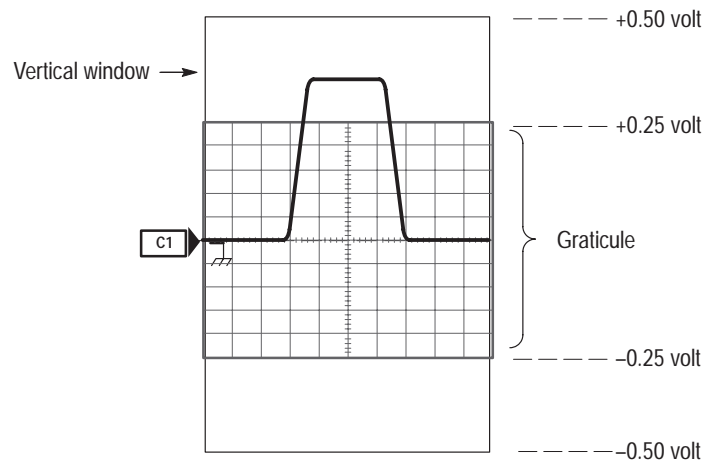 +0.50 volt
Vertical window
+0.25 volt
C1
Graticule
–0.25 volt
–0.50 volt